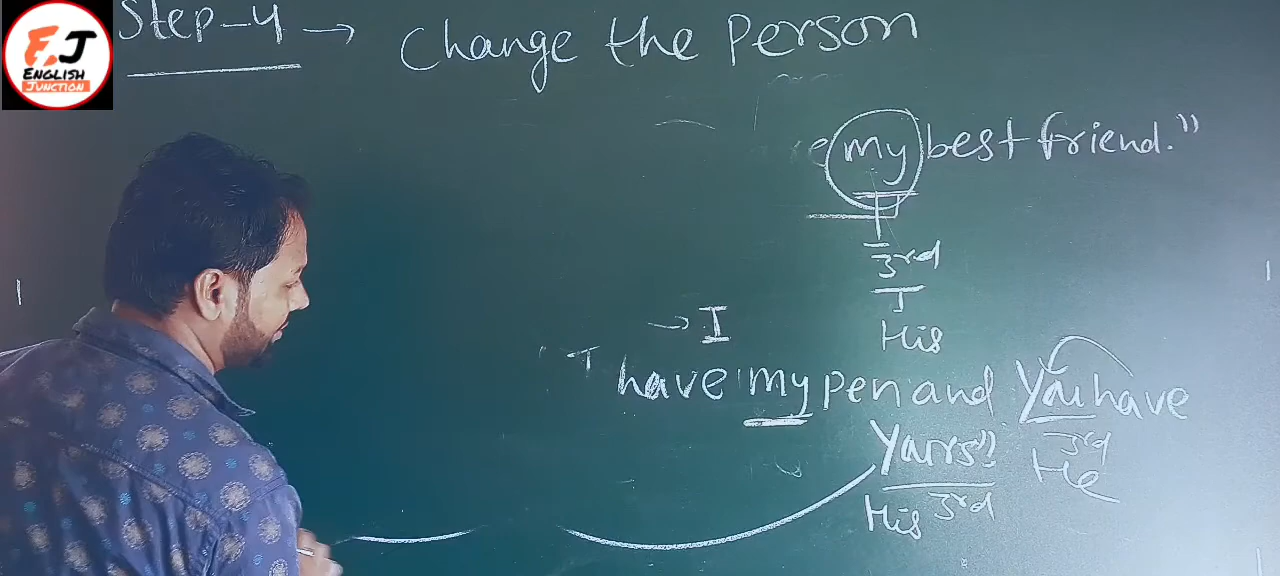 EJ
ENGLISH
JUNCTION
Step-4 → Change the Person
my best friend."
3rd
His
→ I
I have my pen and You have
Yours".
3rd
He
His 3rd